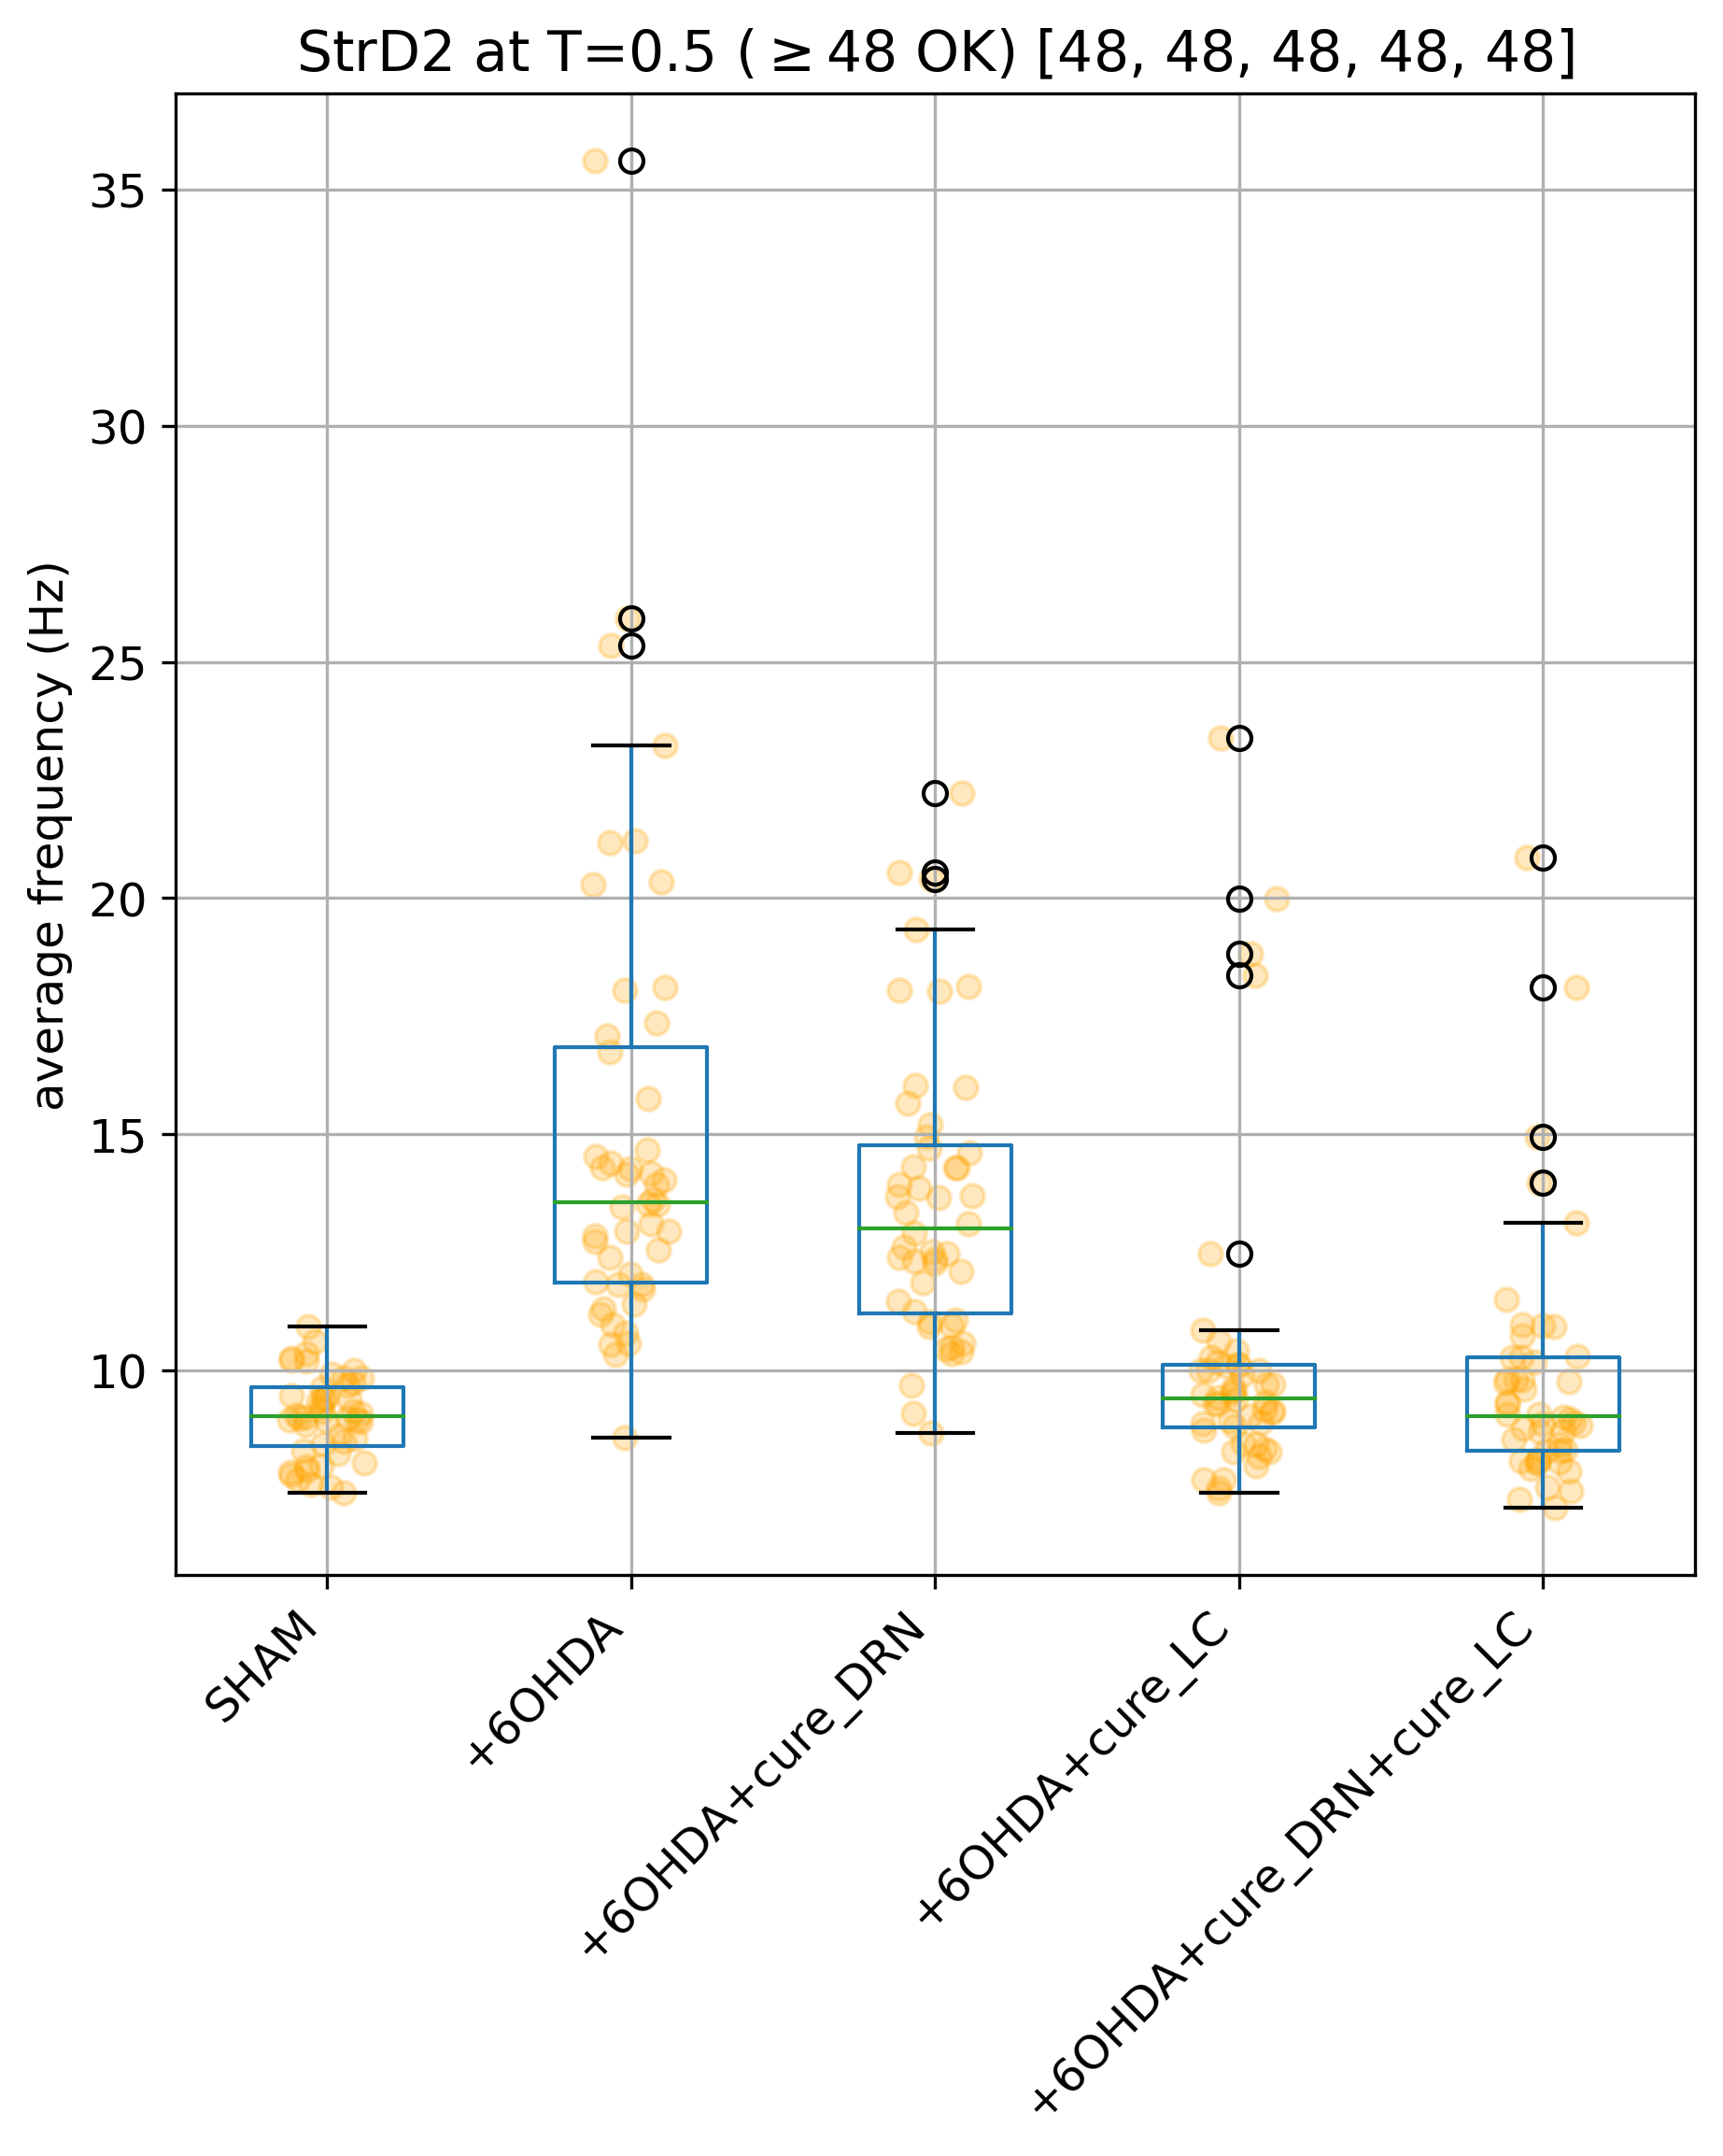 StrD2 at T=0.5 (≥48 OK) [48, 48, 48, 48, 48]
average frequency (Hz)
35
30
25
20
15
10
SHAM
+6OHDA
+6OHDA+cure_DRN
+6OHDA+cure_LC
+6OHDA+cure_DRN+cure_LC